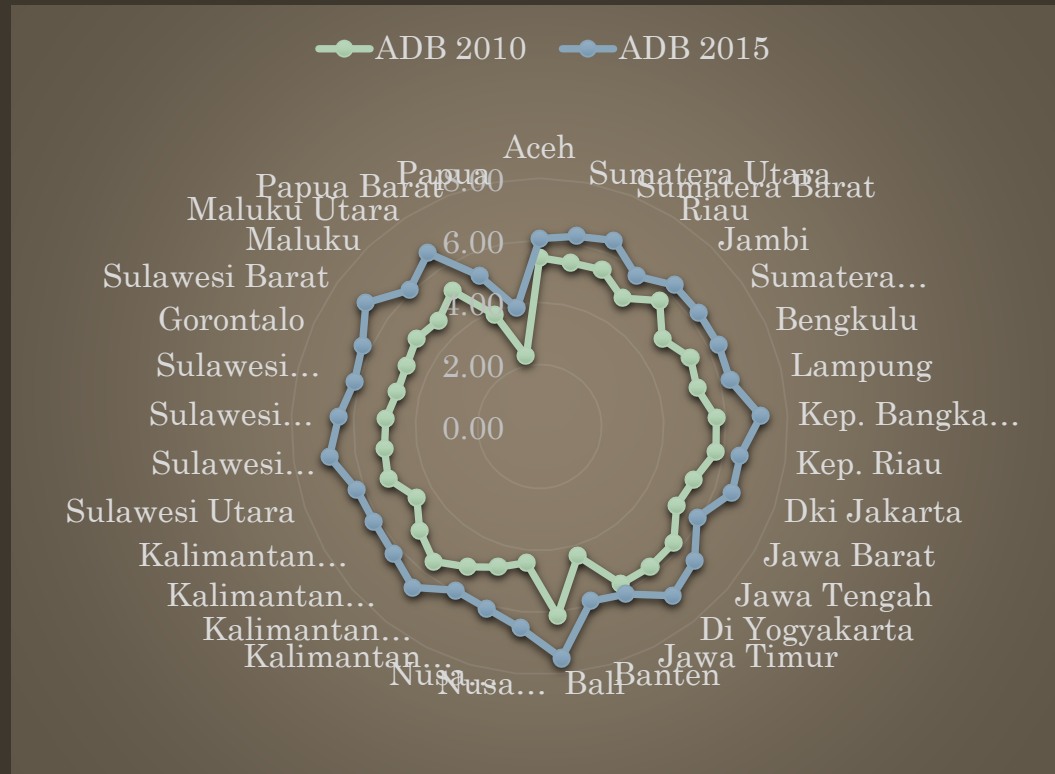 ADB 2010 ADB 2015
Aceh
Sumatera Utara
Sumatera Barat
Riau
Jambi
Sumatera...
Bengkulu
Lampung
Kep. Bangka...
Kep. Riau
Dki Jakarta
Jawa Barat
Jawa Tengah
Di Yogyakarta
Jawa Timur
Banten
Bali
Nusa...
Nusa...
Kalimantan...
Kalimantan...
Kalimantan...
Kalimantan...
Sulawesi Utara
Sulawesi...
Sulawesi...
Sulawesi...
Gorontalo
Sulawesi Barat
Maluku
Maluku Utara
Papua Barat
Papua
8.00
6.00
4.00
2.00
0.00